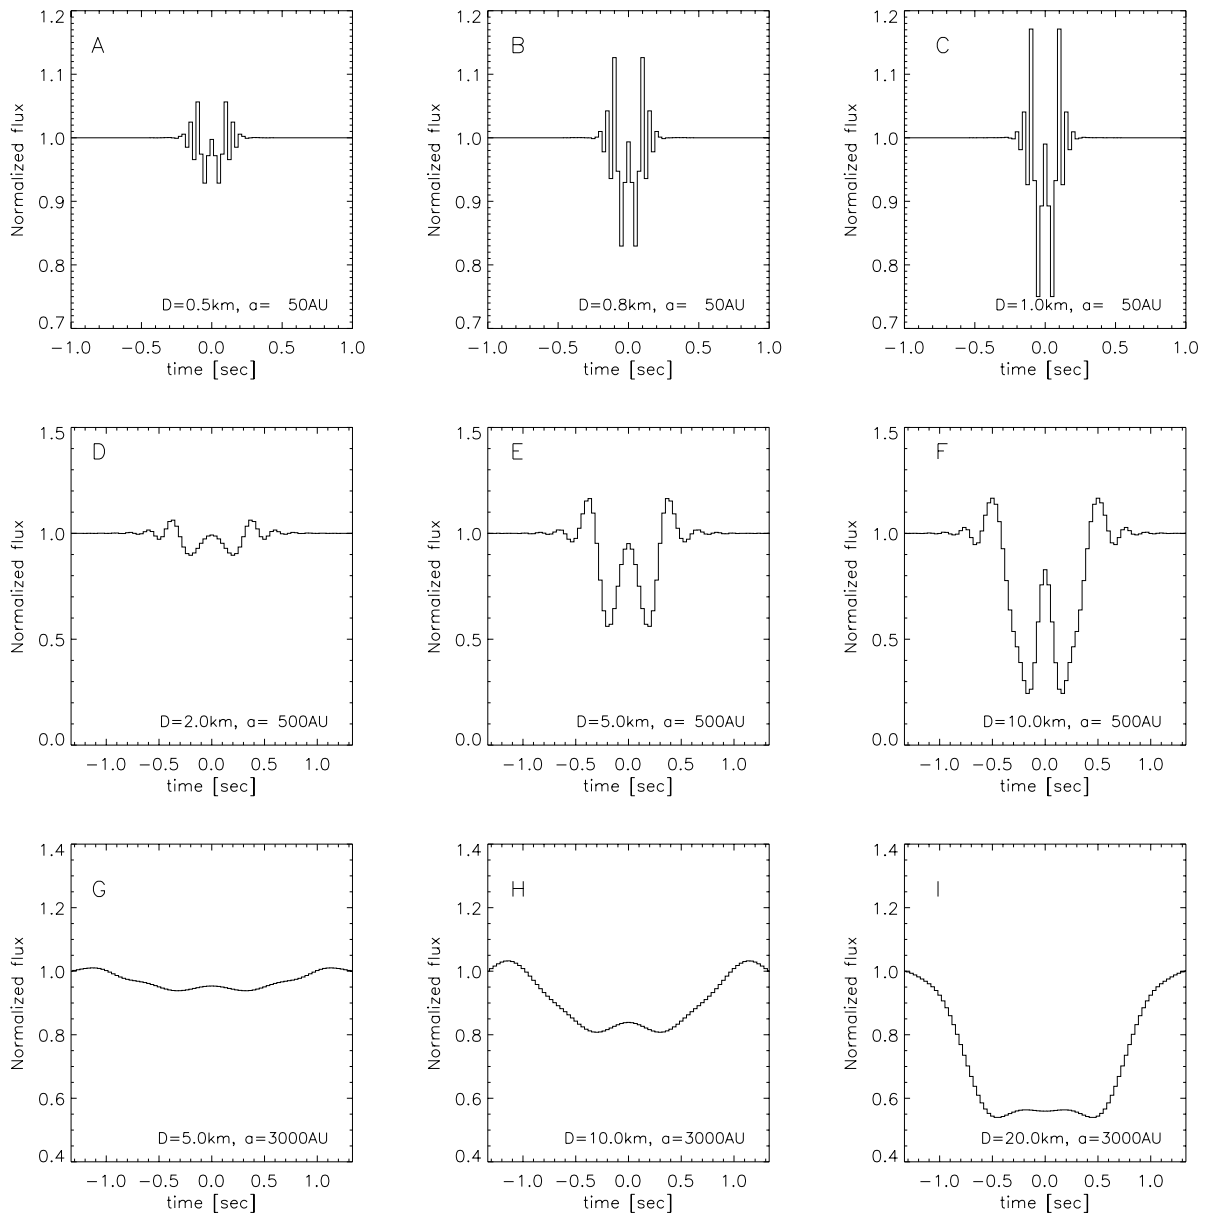 1.2
1.1
1.0
0.9
0.8
0.7
Normalized flux
A
D=0.5km, a= 50AU
−1.0 −0.5 0.0 0.5 1.0
time [sec]
1.2
1.1
1.0
0.9
0.8
0.7
Normalized flux
B
D=0.8km, a= 50AU
−1.0 −0.5 0.0 0.5 1.0
time [sec]
1.2
1.1
1.0
0.9
0.8
0.7
Normalized flux
C
D=1.0km, a= 50AU
−1.0 −0.5 0.0 0.5 1.0
time [sec]
1.5
1.0
0.5
0.0
Normalized flux
D
D=2.0km, a= 500AU
−1.0 −0.5 0.0 0.5 1.0
time [sec]
1.5
1.0
0.5
0.0
Normalized flux
E
D=5.0km, a= 500AU
−1.0 −0.5 0.0 0.5 1.0
time [sec]
1.5
1.0
0.5
0.0
Normalized flux
F
D=10.0km, a= 500AU
−1.0 −0.5 0.0 0.5 1.0
time [sec]
1.4
1.2
1.0
0.8
0.6
0.4
Normalized flux
G
D=5.0km, a=3000AU
−1.0 −0.5 0.0 0.5 1.0
time [sec]
1.4
1.2
1.0
0.8
0.6
0.4
Normalized flux
H
D=10.0km, a=3000AU
−1.0 −0.5 0.0 0.5 1.0
time [sec]
1.4
1.2
1.0
0.8
0.6
0.4
Normalized flux
I
D=20.0km, a=3000AU
−1.0 −0.5 0.0 0.5 1.0
time [sec]